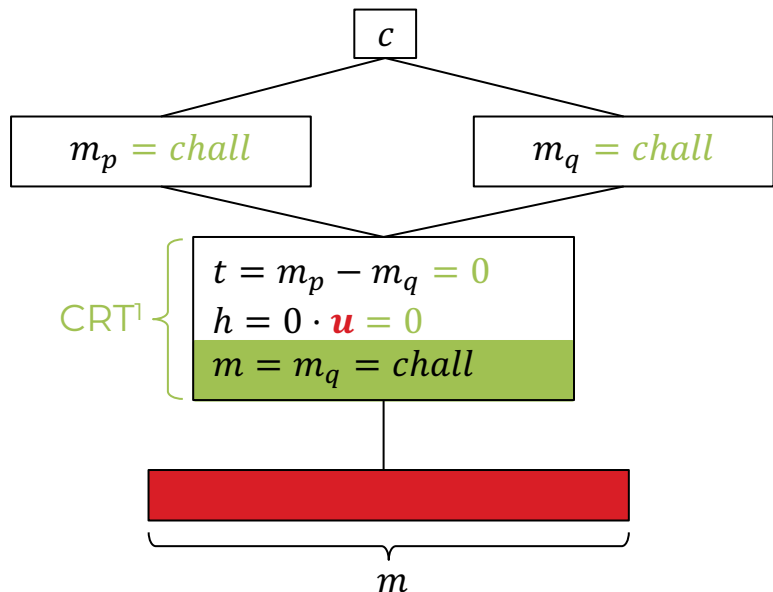 c
m_p = chall
m_q = chall
t = m_p − m_q = 0
CRT¹
h = 0 · u = 0
m = m_q = chall
m